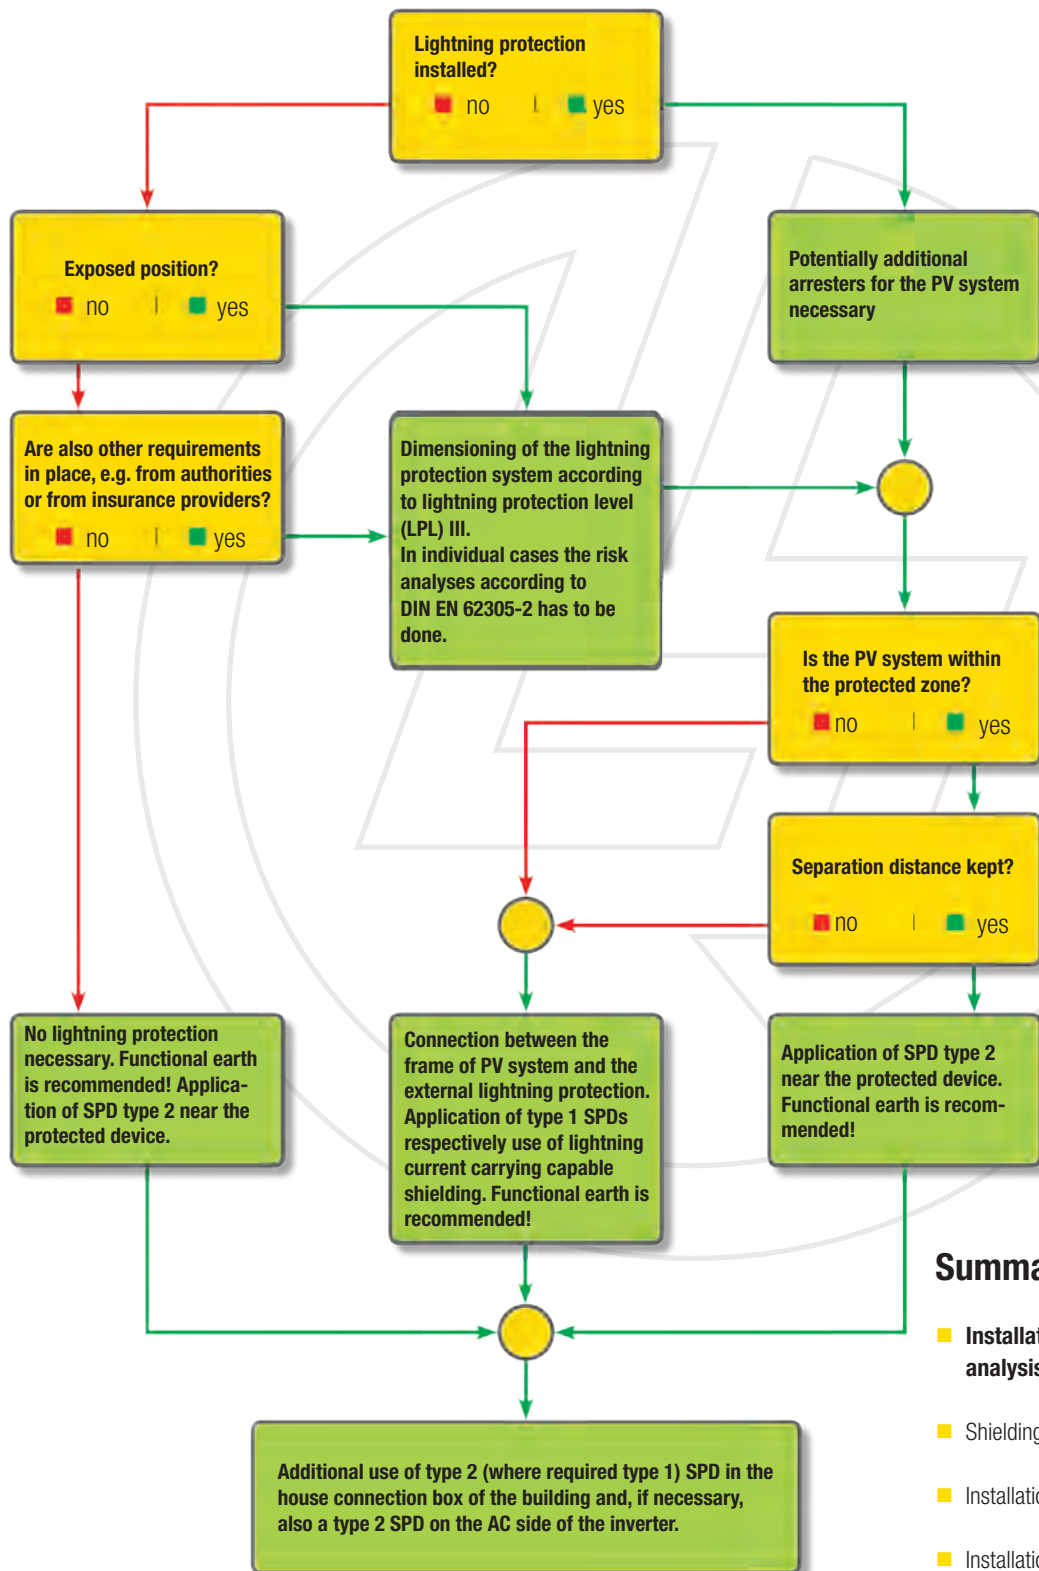 Lightning protection
installed?
no yes
Exposed position?
no yes
Potentially additional
arresters for the PV system
necessary
Are also other requirements
in place, e.g. from authorities
or from insurance providers?
no yes
Dimensioning of the lightning
protection system according
to lightning protection level
(LPL) III.
In individual cases the risk
analyses according to
DIN EN 62305-2 has to be
done.
Is the PV system within
the protected zone?
no yes
Separation distance kept?
no yes
No lightning protection
necessary. Functional earth
is recommended! Applica-
tion of SPD type 2 near the
protected device.
Connection between the
frame of PV system and the
external lightning protection.
Application of type 1 SPDs
respectively use of lightning
current carrying capable
shielding. Functional earth is
recommended!
Application of SPD type 2
near the protected device.
Functional earth is recom-
mended!
Additional use of type 2 (where required type 1) SPD in the
house connection box of the building and, if necessary,
also a type 2 SPD on the AC side of the inverter.
Summa
Installat
analysis
Shielding
Installatio
Installatio